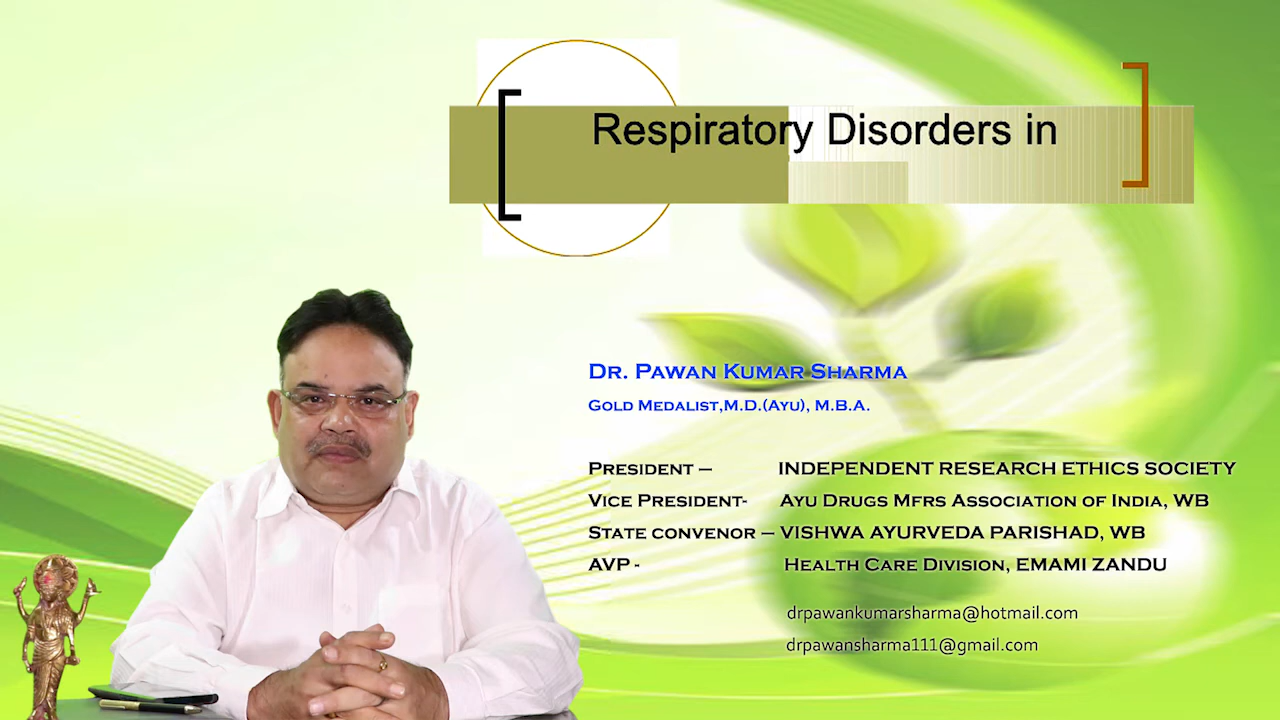 Respiratory Disorders in
Dr. Pawan Kumar Sharma
Gold Medalist,M.D.(Ayu), M.B.A.
President – INDEPENDENT RESEARCH ETHICS SOCIETY
Vice President- Ayu Drugs Mfrs Association of India, WB
State convenor – VISHWA AYURVEDA PARISHAD, WB
AVP - Health Care Division, EMAMI ZANDU
drpawankumarsharma@hotmail.com
drpawansharma111@gmail.com